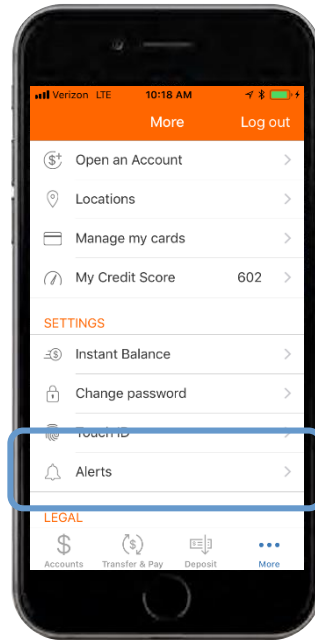 Verizon LTE 10:18 AM
More Log out
Open an Account
Locations
Manage my cards
My Credit Score 602
SETTINGS
Instant Balance
Change password
Touch ID
Alerts
LEGAL
Accounts Transfer & Pay Deposit More